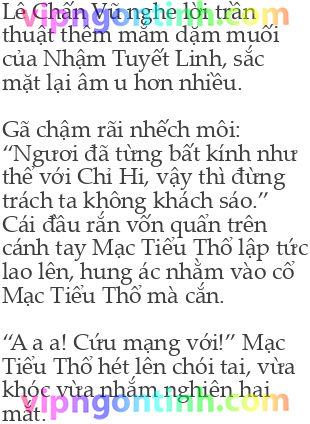 Lê Chấn Vũ nghe lời trần
thuật thêm mắm dặm muối
của Nhậm Tuyết Linh, sắc
mặt lại âm u hơn nhiều.

Gã chậm rãi nhếch môi:
“Ngươi đã từng bất kính như
thế với Chỉ Hi, vậy thì đừng
trách ta không khách sáo.”
Cái đầu rắn vốn quấn trên
cánh tay Mạc Tiểu Thổ lập tức
lao lên, hung ác nhằm vào cổ
Mạc Tiểu Thổ mà cắn.

“A a a! Cứu mạng với!” Mạc
Tiểu Thổ hét lên chói tai, vừa
khóc vừa nhắm nghiền hai
mắt.
vipngontinh.com
vipngontinh.com